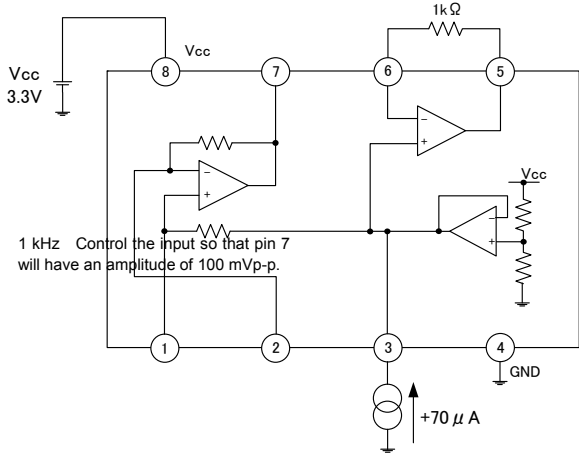 1kΩ
Vcc
8
7
6
5
Vcc
3.3V
−
+
−
+
Vcc
+
−
1 kHz Control the input so that pin 7
will have an amplitude of 100 mVp-p.
1
2
3
4
GND
+70 μ A